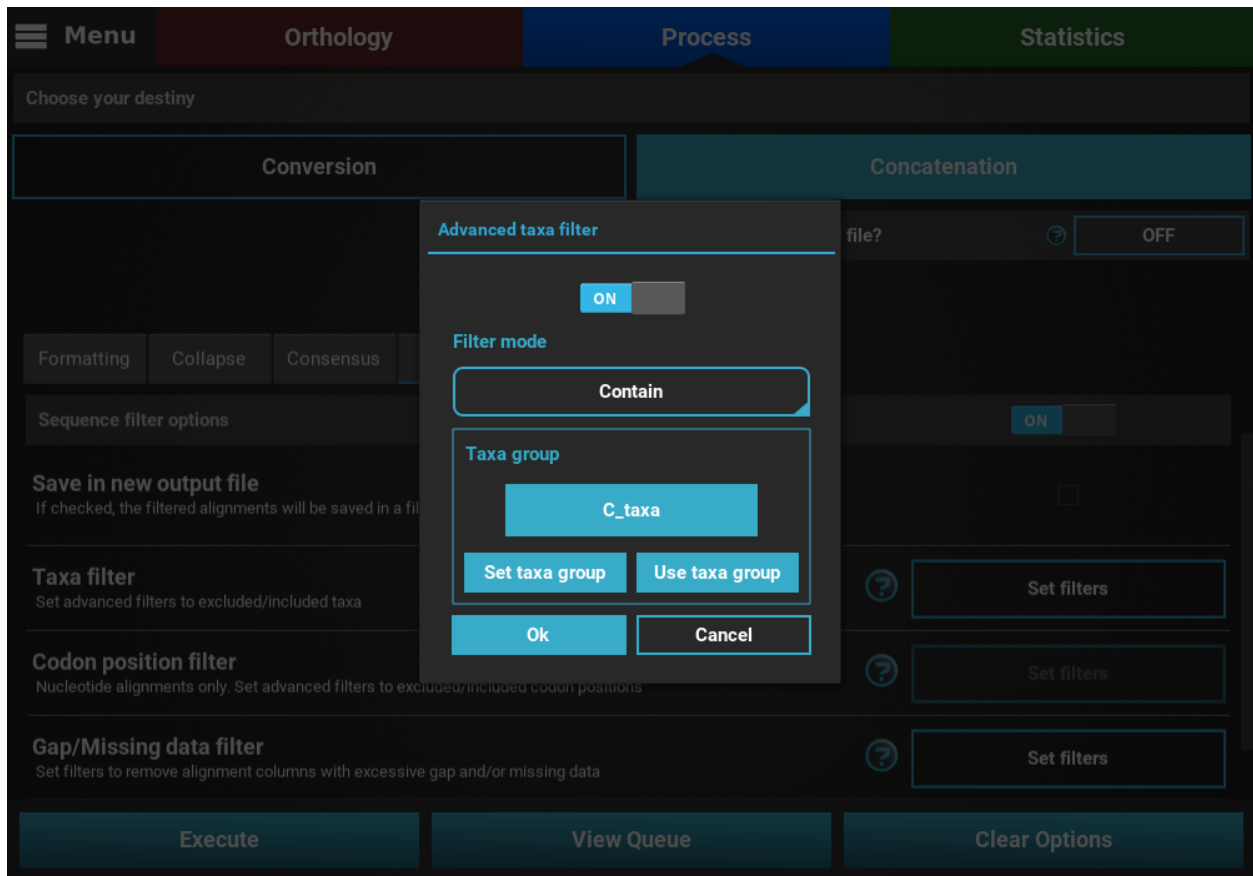 Menu
Orthology
Process
Statistics
Choose your destiny
Conversion
Concatenation
file?
?
OFF
Advanced taxa filter
ON
Filter mode
Contain
Taxa group
C_taxa
Set taxa group
Use taxa group
Ok
Cancel
Formatting
Collapse
Consensus
Sequence filter options
ON
Save in new output file
If checked, the filtered alignments will be saved in a fil
Taxa filter
Set advanced filters to excluded/included taxa
?
Set filters
Codon position filter
Nucleotide alignments only. Set advanced filters to excluded/included codon positions
?
Set filters
Gap/Missing data filter
Set filters to remove alignment columns with excessive gap and/or missing data
?
Set filters
Execute
View Queue
Clear Options